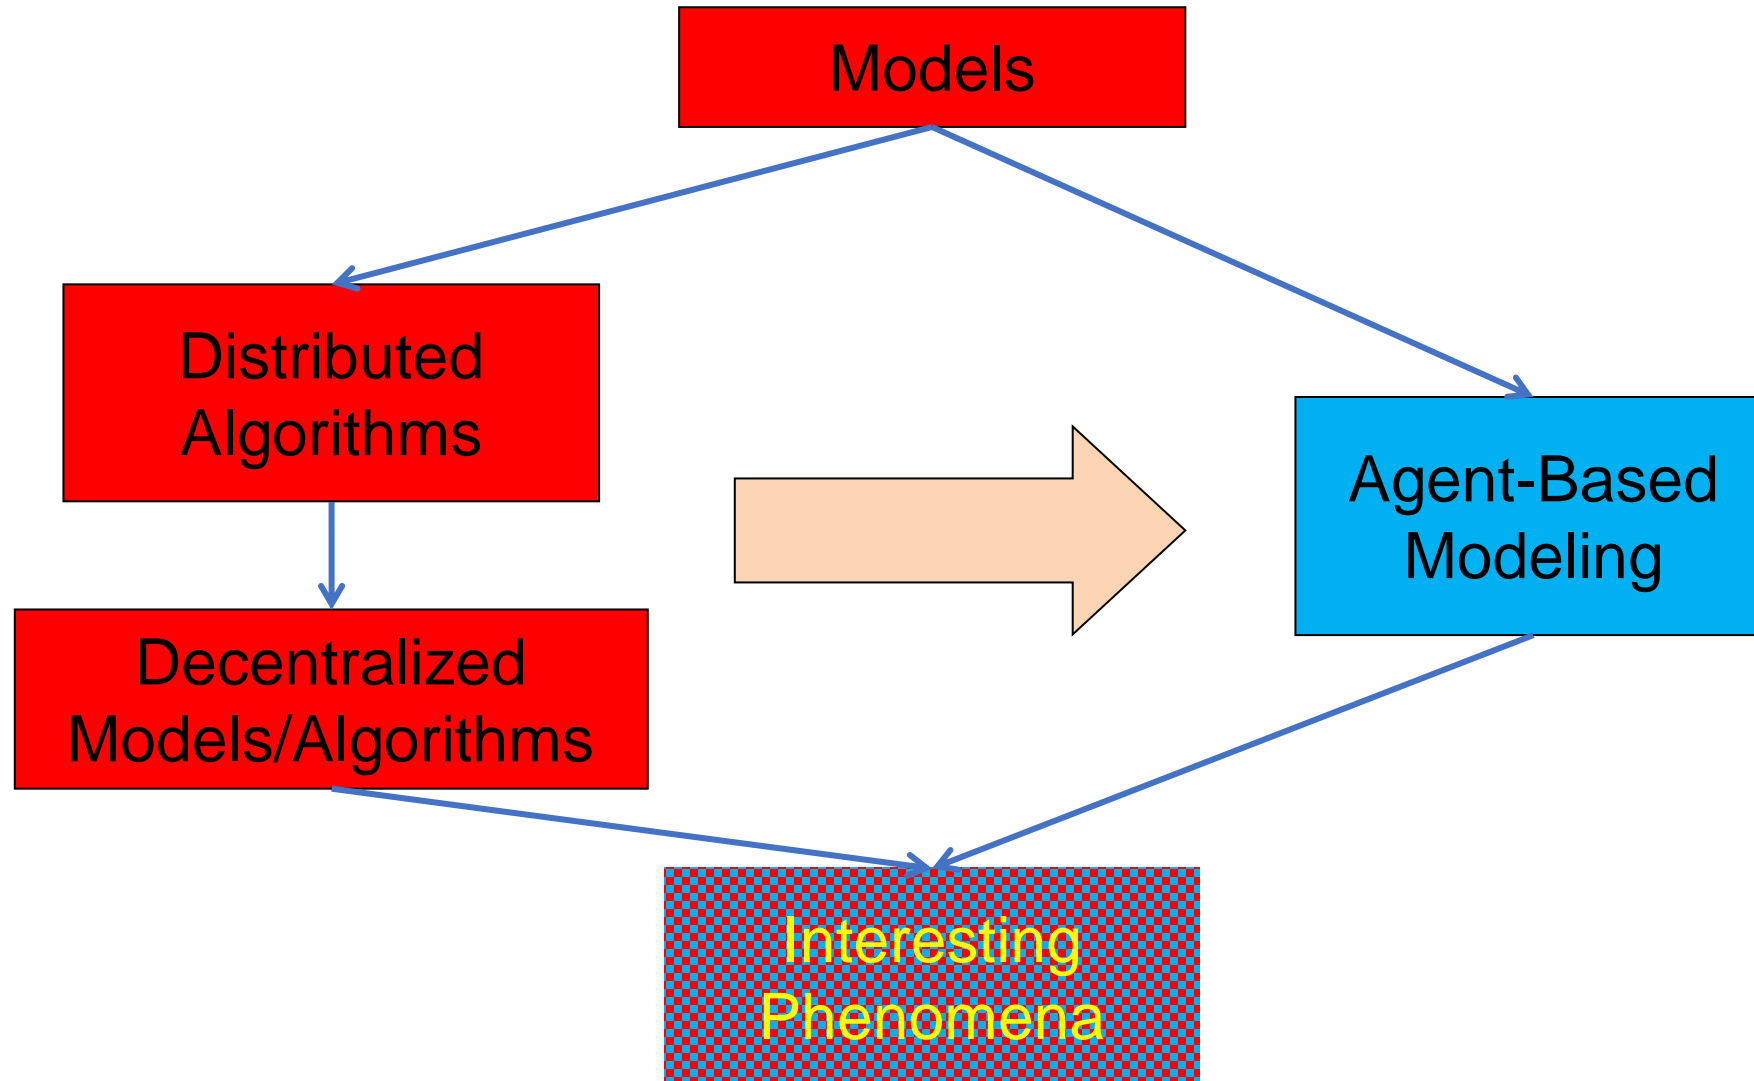 Models
Distributed
Algorithms
Agent-Based
Modeling
Decentralized
Models/Algorithms
Interesting
Phenomena